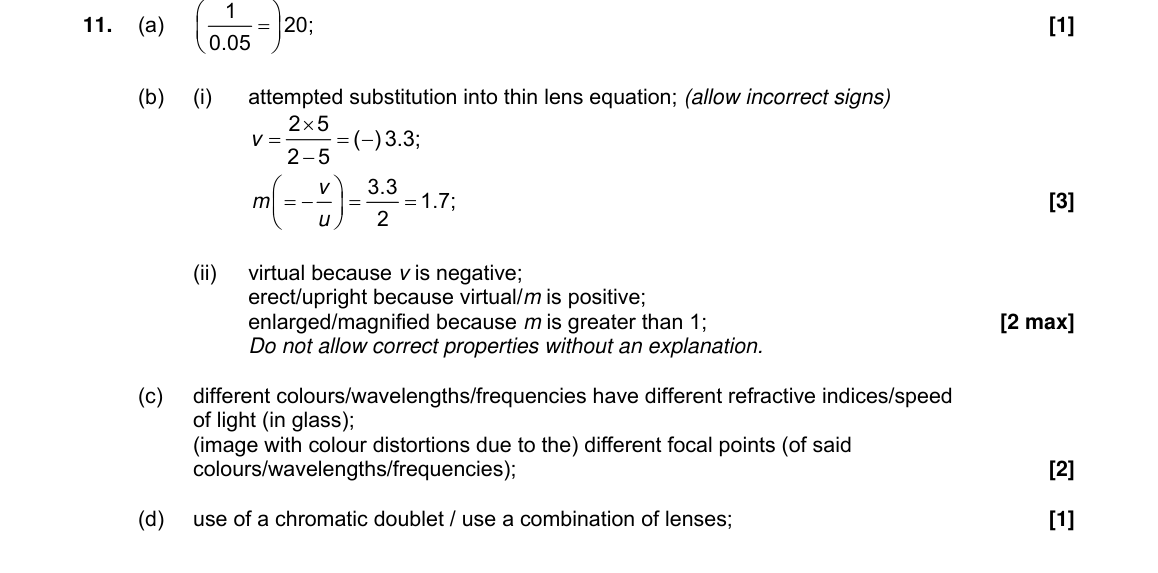 11. (a) (1/0.05 =) 20; [1]
(b) (i) attempted substitution into thin lens equation; (allow incorrect signs)
v = (2×5)/(2−5) = (−) 3.3;
m(= −v/u) = 3.3/2 = 1.7; [3]
(ii) virtual because v is negative;
erect/upright because virtual/m is positive;
enlarged/magnified because m is greater than 1; [2 max]
Do not allow correct properties without an explanation.
(c) different colours/wavelengths/frequencies have different refractive indices/speed
of light (in glass);
(image with colour distortions due to the) different focal points (of said
colours/wavelengths/frequencies); [2]
(d) use of a chromatic doublet / use a combination of lenses; [1]